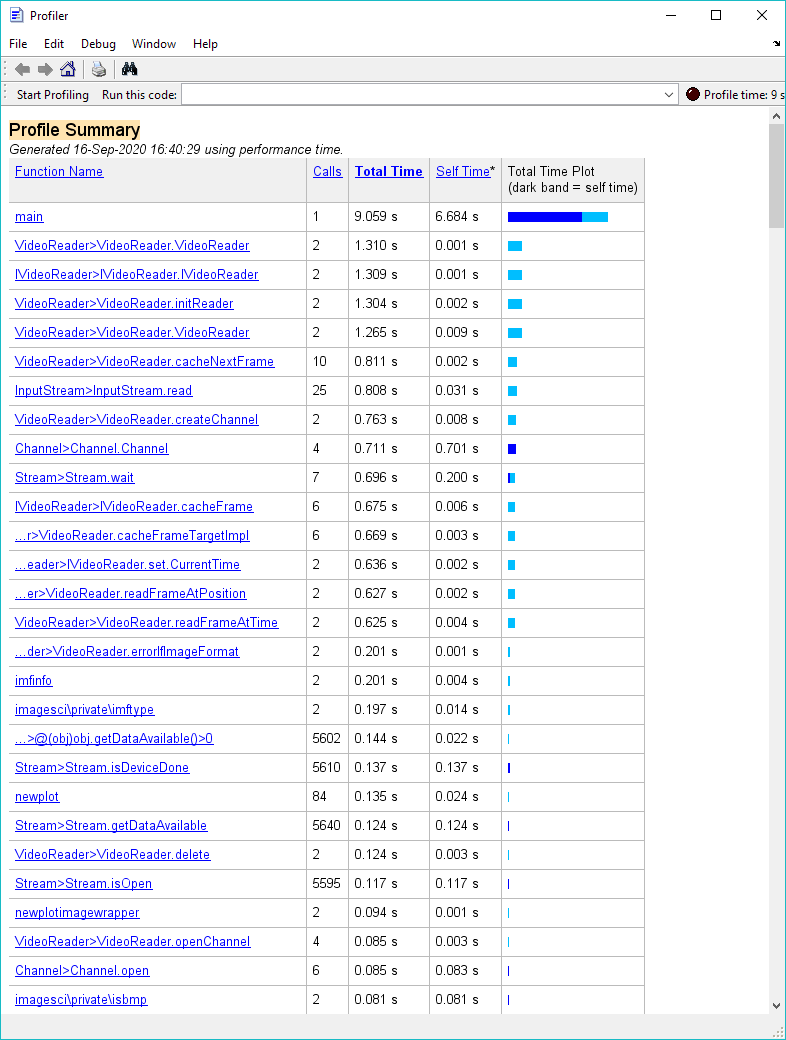 Profiler
File Edit Debug Window Help
Start Profiling Run this code: Profile time: 9 s
Profile Summary
Generated 16-Sep-2020 16:40:29 using performance time.
Function Name Calls Total Time Self Time* Total Time Plot
(dark band = self time)
main 1 9.059 s 6.684 s
VideoReader>VideoReader.VideoReader 2 1.310 s 0.001 s
IVideoReader>IVideoReader.IVideoReader 2 1.309 s 0.001 s
VideoReader>VideoReader.initReader 2 1.304 s 0.002 s
VideoReader>VideoReader.VideoReader 2 1.265 s 0.009 s
VideoReader>VideoReader.cacheNextFrame 10 0.811 s 0.002 s
InputStream>InputStream.read 25 0.808 s 0.031 s
VideoReader>VideoReader.createChannel 2 0.763 s 0.008 s
Channel>Channel.Channel 4 0.711 s 0.701 s
Stream>Stream.wait 7 0.696 s 0.200 s
IVideoReader>IVideoReader.cacheFrame 6 0.675 s 0.006 s
...r>VideoReader.cacheFrameTargetImpl 6 0.669 s 0.003 s
...eader>IVideoReader.set.CurrentTime 2 0.636 s 0.002 s
...er>VideoReader.readFrameAtPosition 2 0.627 s 0.002 s
VideoReader>VideoReader.readFrameAtTime 2 0.625 s 0.004 s
...der>VideoReader.errorIfImageFormat 2 0.201 s 0.001 s
imfinfo 2 0.201 s 0.004 s
imagesci\private\imftype 2 0.197 s 0.014 s
...>@(obj)obj.getDataAvailable()>0 5602 0.144 s 0.022 s
Stream>Stream.isDeviceDone 5610 0.137 s 0.137 s
newplot 84 0.135 s 0.024 s
Stream>Stream.getDataAvailable 5640 0.124 s 0.124 s
VideoReader>VideoReader.delete 2 0.124 s 0.003 s
Stream>Stream.isOpen 5595 0.117 s 0.117 s
newplotimagewrapper 2 0.094 s 0.001 s
VideoReader>VideoReader.openChannel 4 0.085 s 0.003 s
Channel>Channel.open 6 0.085 s 0.083 s
imagesci\private\isbmp 2 0.081 s 0.081 s